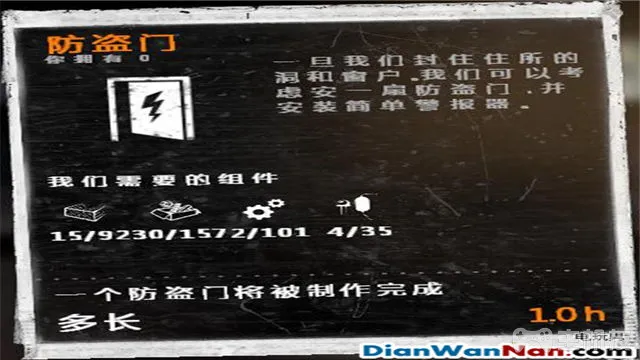 防盗门
你拥有 0
一旦我们封住住所的
洞和窗户,我们可以考
虑安一扇防盗门,并
安装简单警报器。
我们需要的组件
15/9230/1572/101 4/35
一个防盗门将被制作完成
多长
1.0 h
DianWanNan.com